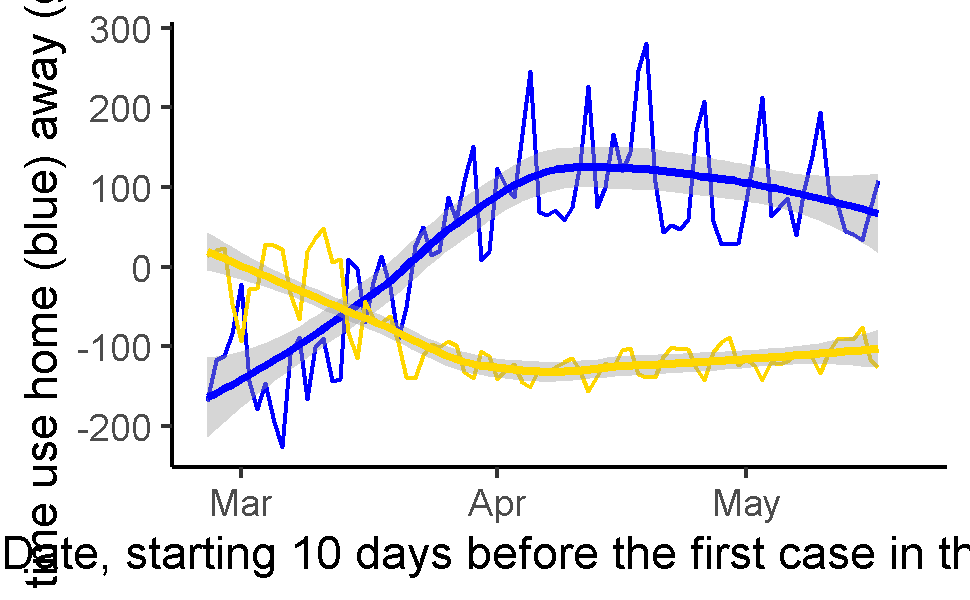 time use home (blue) away (
300
200
100
0
-100
-200
Mar Apr May
Date, starting 10 days before the first case in th